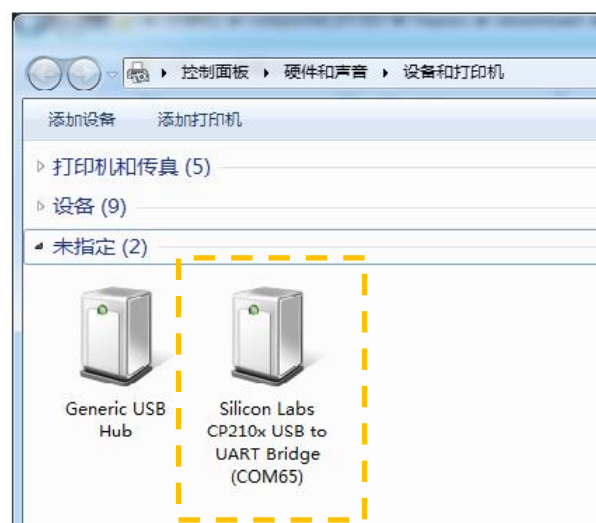 控制面板 ▸ 硬件和声音 ▸ 设备和打印机
添加设备 添加打印机
打印机和传真 (5)
设备 (9)
未指定 (2)
Generic USB
Hub
Silicon Labs
CP210x USB to
UART Bridge
(COM65)